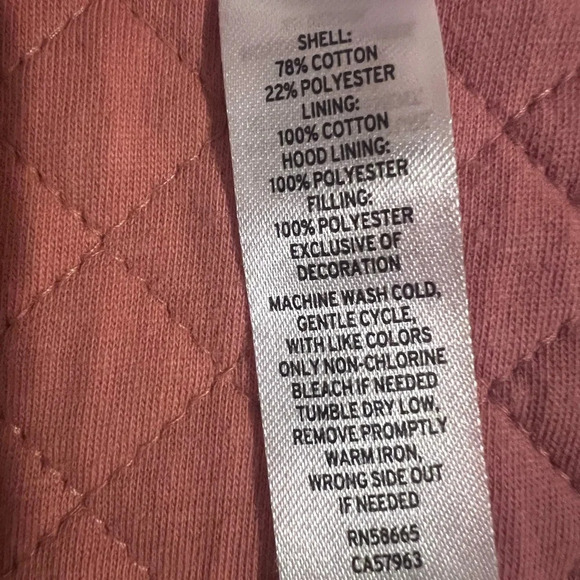 SHELL:
78% COTTON
22% POLYESTER
LINING:
100% COTTON
HOOD LINING:
100% POLYESTER
FILLING:
100% POLYESTER
EXCLUSIVE OF
DECORATION
MACHINE WASH COLD,
GENTLE CYCLE,
WITH LIKE COLORS
ONLY NON-CHLORINE
BLEACH IF NEEDED
TUMBLE DRY LOW,
REMOVE PROMPTLY
WARM IRON,
WRONG SIDE OUT
IF NEEDED
RN58665
CA57963